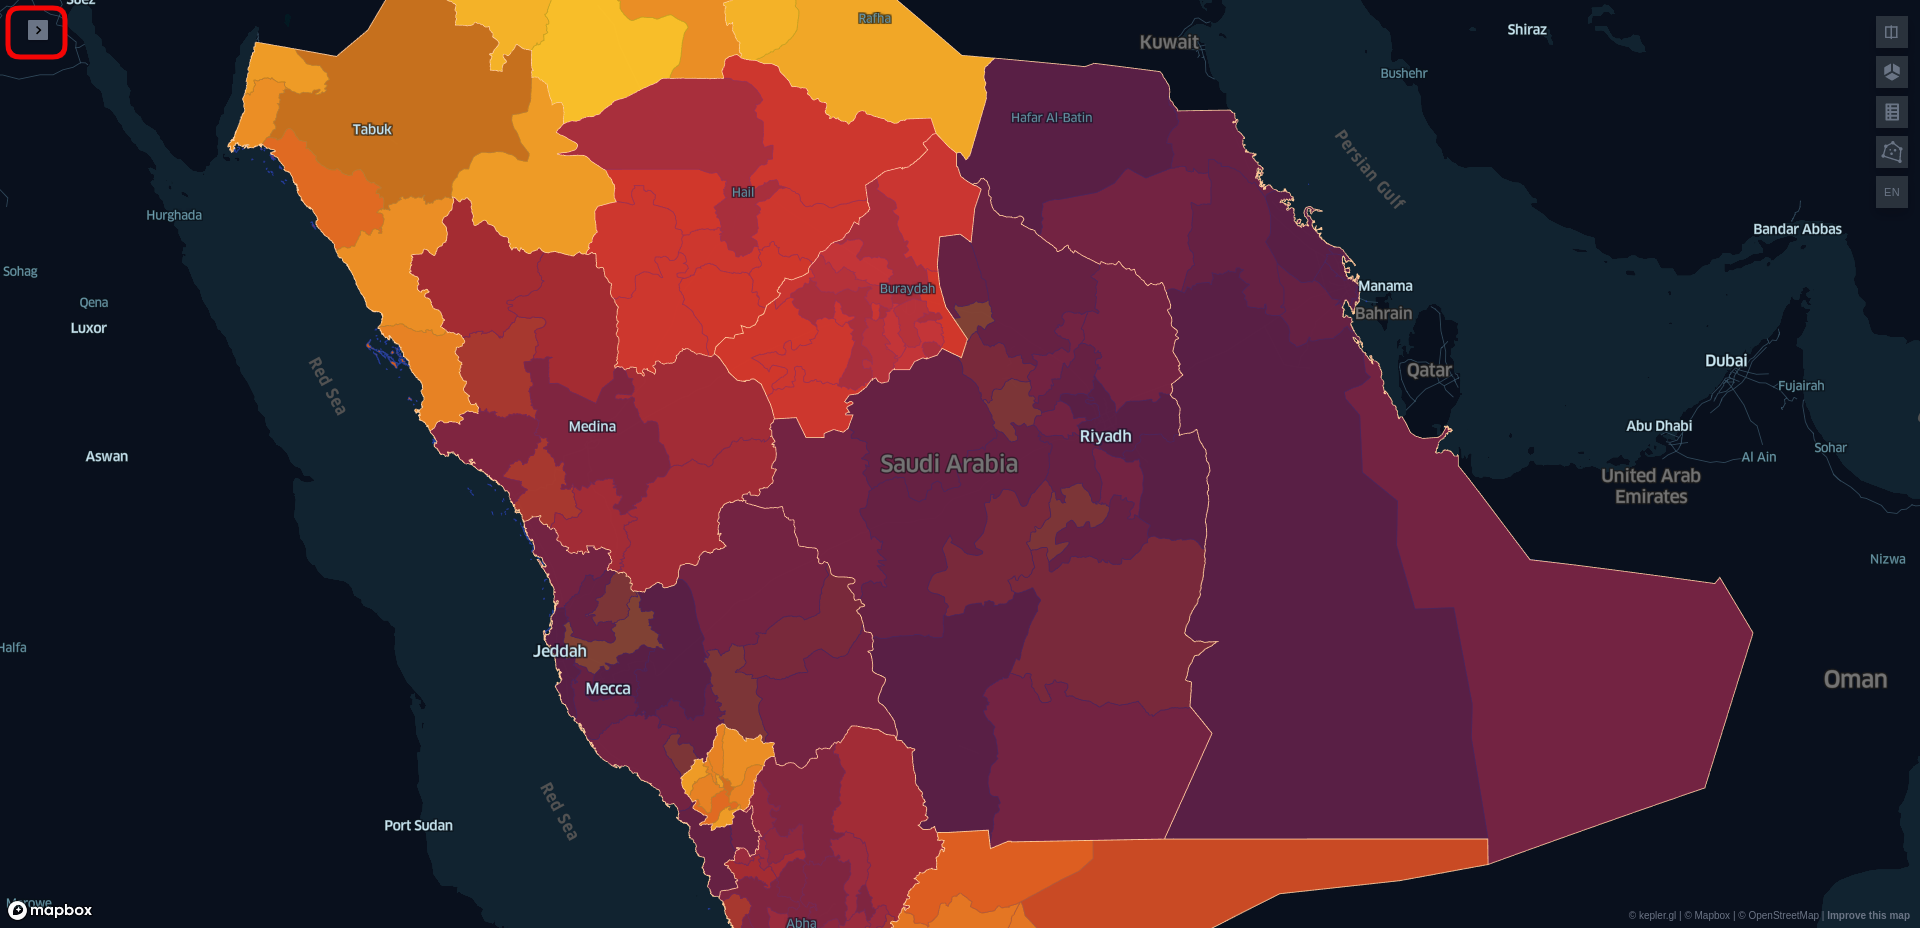 Suez
Rafha
Kuwait
Shiraz
Bushehr
Tabuk
Hafar Al-Batin
Persian Gulf
EN
Hail
Hurghada
Bandar Abbas
Sohag
Manama
Buraydah
Qena
Bahrain
Luxor
Red Sea
Qatar
Dubai
Fujairah
Medina
Riyadh
Abu Dhabi
Sohar
Aswan
Saudi Arabia
Al Ain
United Arab
Emirates
Nizwa
Halfa
Jeddah
Mecca
Oman
Red Sea
Port Sudan
Merowe
mapbox
Abha
© kepler.gl | © Mapbox | © OpenStreetMap | Improve this map